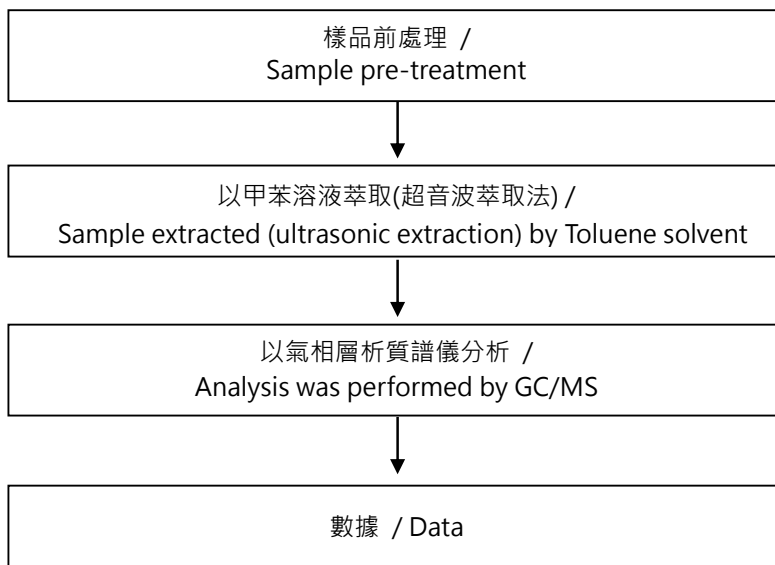 樣品前處理 /
Sample pre-treatment
以甲苯溶液萃取(超音波萃取法) /
Sample extracted (ultrasonic extraction) by Toluene solvent
以氣相層析質譜儀分析 /
Analysis was performed by GC/MS
數據 / Data